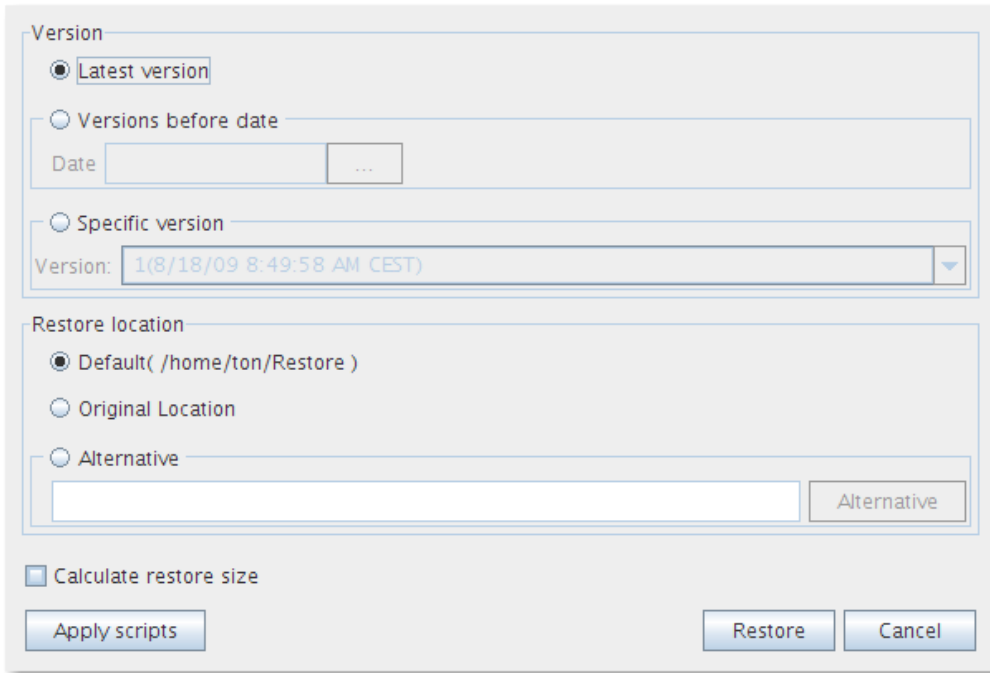 Version
Latest version
Versions before date
Date ...
Specific version
Version: 1(8/18/09 8:49:58 AM CEST)
Restore location
Default( /home/ton/Restore )
Original Location
Alternative
Alternative
Calculate restore size
Apply scripts Restore Cancel